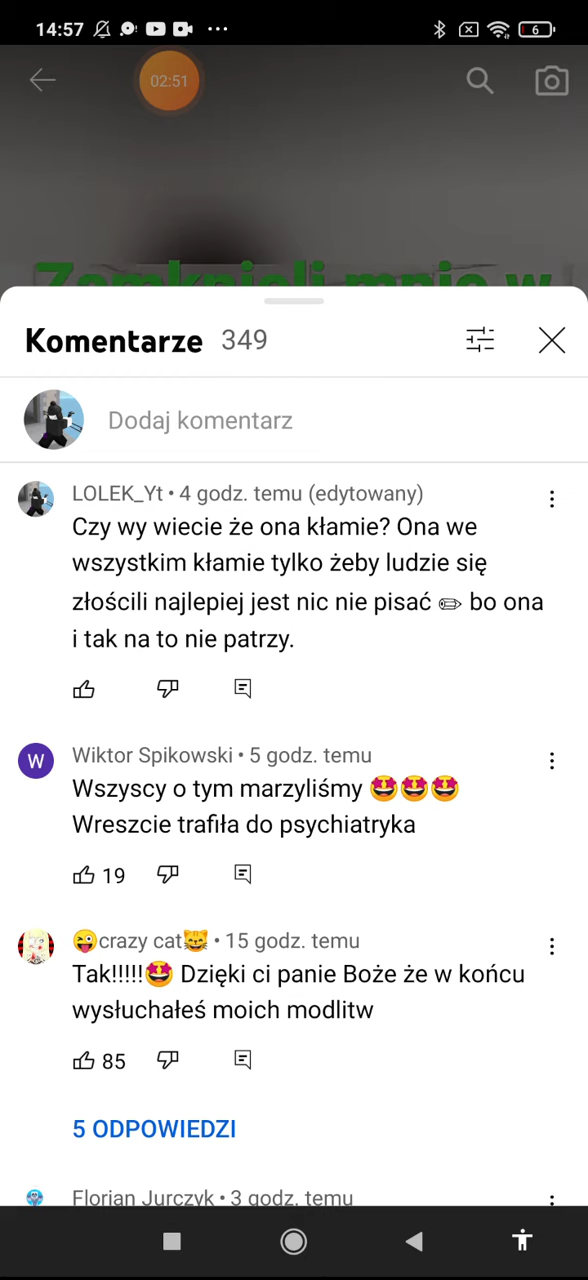 14:57
6
02:51
Zamknięli mnie w
Komentarze 349
Dodaj komentarz
LOLEK_Yt • 4 godz. temu (edytowany)
Czy wy wiecie że ona kłamie? Ona we
wszystkim kłamie tylko żeby ludzie się
złościli najlepiej jest nic nie pisać ✏ bo ona
i tak na to nie patrzy.
W
Wiktor Spikowski • 5 godz. temu
Wszyscy o tym marzyliśmy 🤩🤩🤩
Wreszcie trafiła do psychiatryka
19
😜crazy cat😸 • 15 godz. temu
Tak!!!!!🤩 Dzięki ci panie Boże że w końcu
wysłuchałeś moich modlitw
85
5 ODPOWIEDZI
Florian Jurczyk • 3 godz. temu